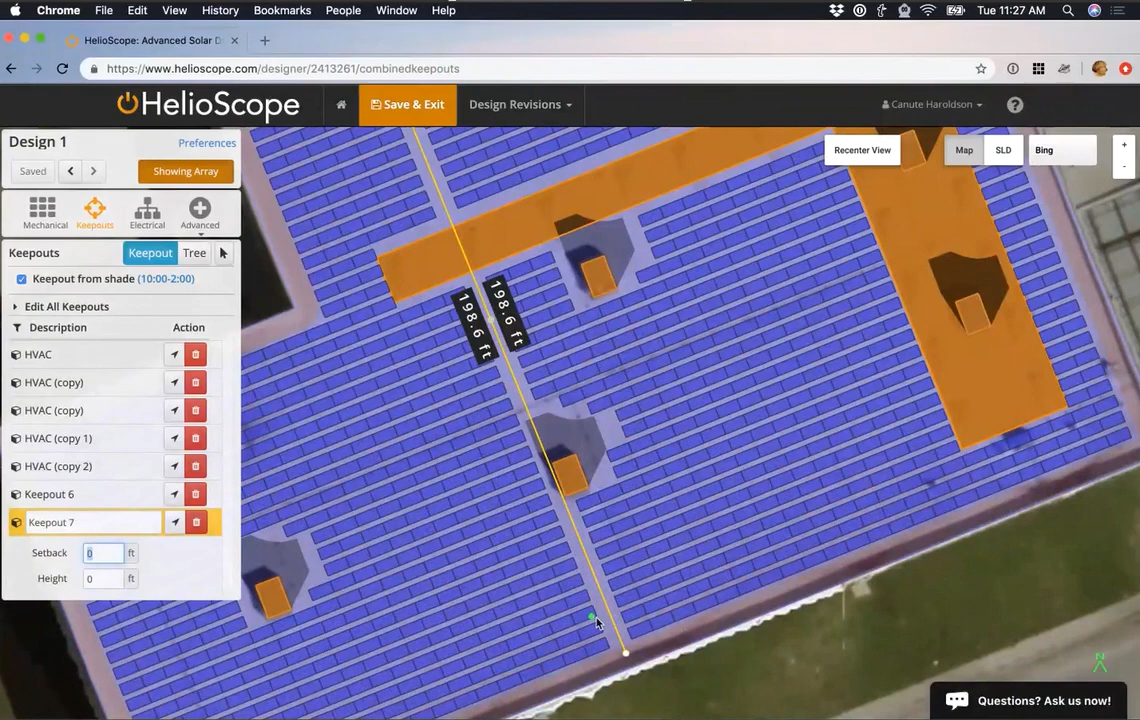 Chrome File Edit View History Bookmarks People Window Help Tue 11:27 AM
HelioScope: Advanced Solar D
https://www.helioscope.com/designer/2413261/combinedkeepouts
HelioScope Save & Exit Design Revisions Canute Haroldson ?
Design 1 Preferences
Saved Showing Array
Recenter View Map SLD Bing + -
Mechanical Keepouts Electrical Advanced
Keepouts Keepout Tree
Keepout from shade (10:00-2:00)
Edit All Keepouts
Description Action
HVAC
HVAC (copy)
HVAC (copy)
HVAC (copy 1)
HVAC (copy 2)
Keepout 6
Keepout 7
Setback 0 ft
Height 0 ft
198.6 ft
198.6 ft
N
Questions? Ask us now!